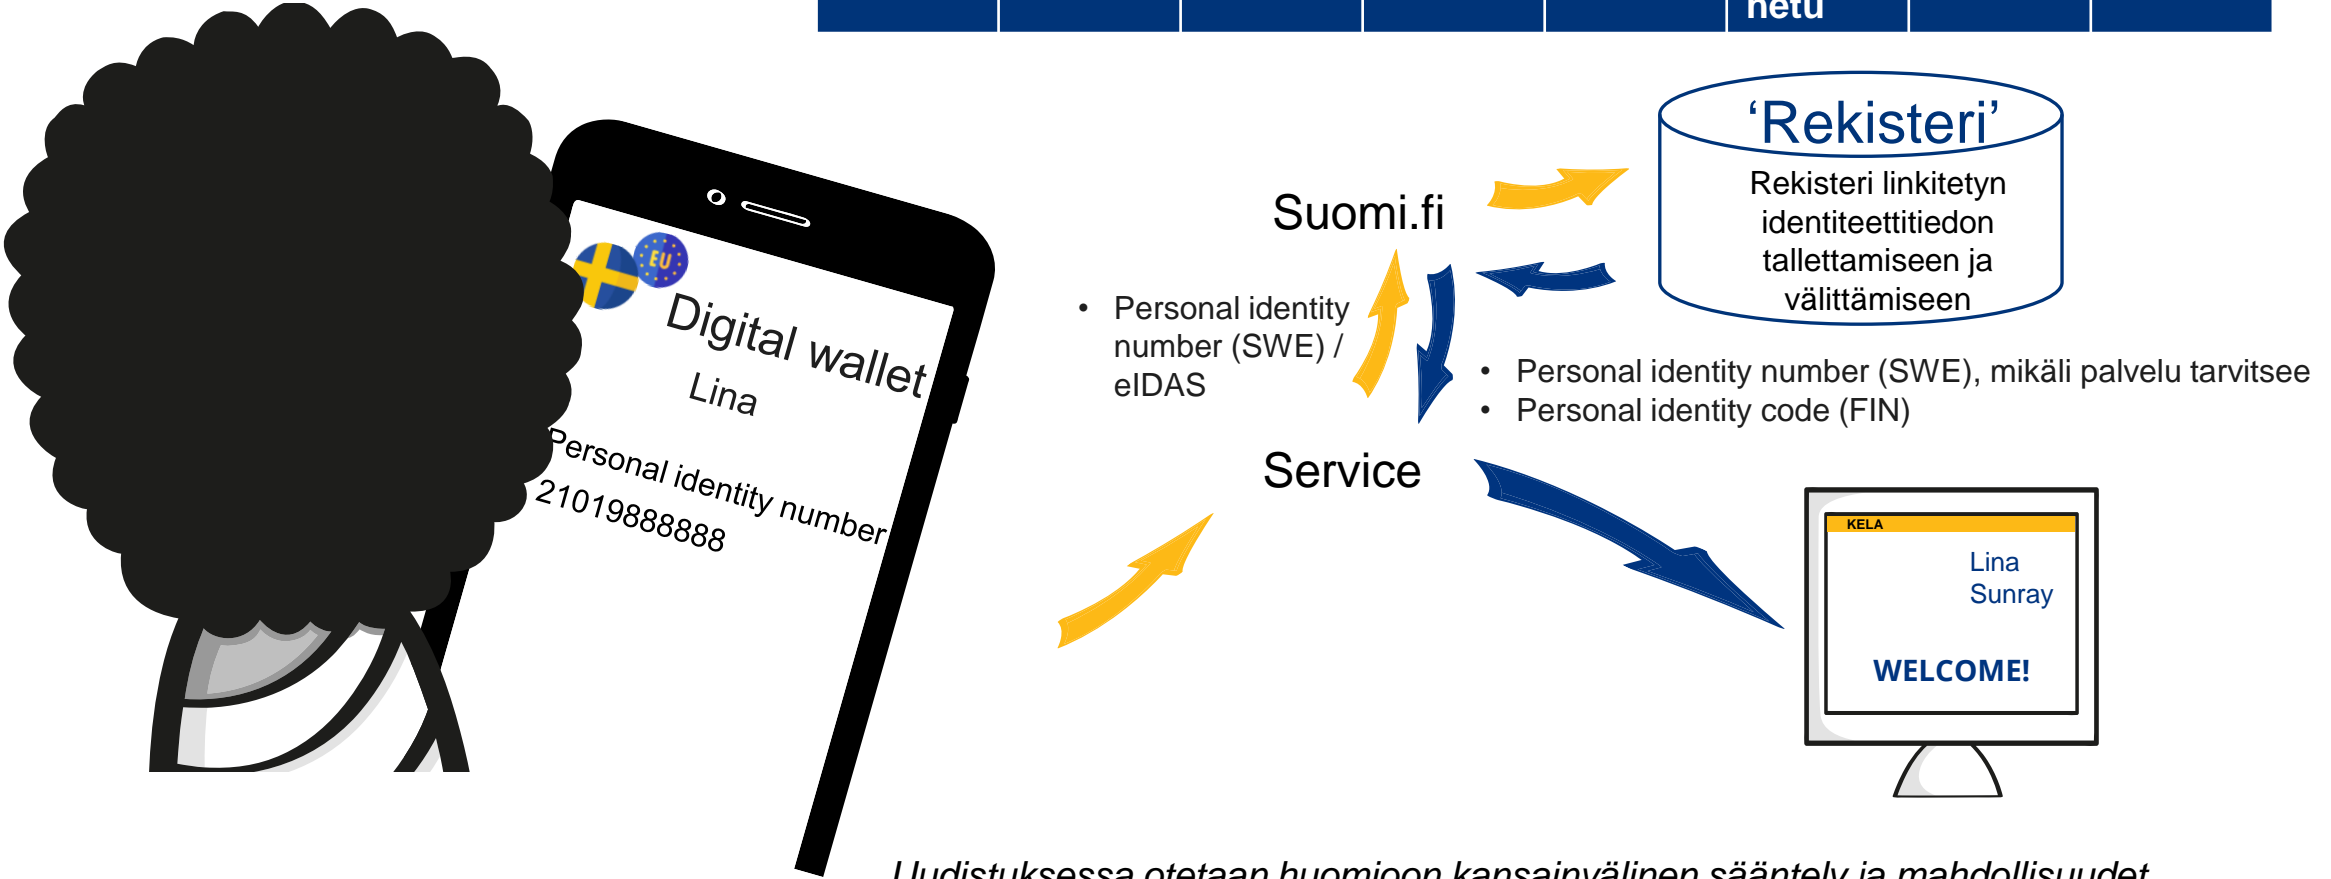 netu
EU
Digital wallet
Lina
Personal identity number
21019888888
Suomi.fi
‘Rekisteri’
Rekisteri linkitetyn
identiteettitiedon
tallettamiseen ja
välittämiseen
• Personal identity
number (SWE) /
eIDAS
• Personal identity number (SWE), mikäli palvelu tarvitsee
• Personal identity code (FIN)
Service
KELA
Lina
Sunray
WELCOME!
Uudistuksessa otetaan huomioon kansainvälinen sääntely ja mahdollisuudet